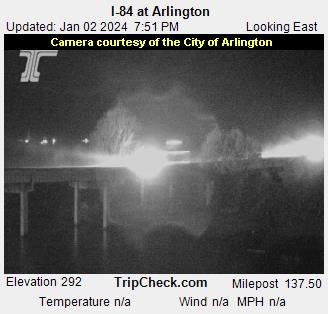 I-84 at Arlington
Updated: Jan 02 2024 7:51 PM Looking East
Camera courtesy of the City of Arlington
Elevation 292 TripCheck.com Milepost 137.50
Temperature n/a Wind n/a MPH n/a